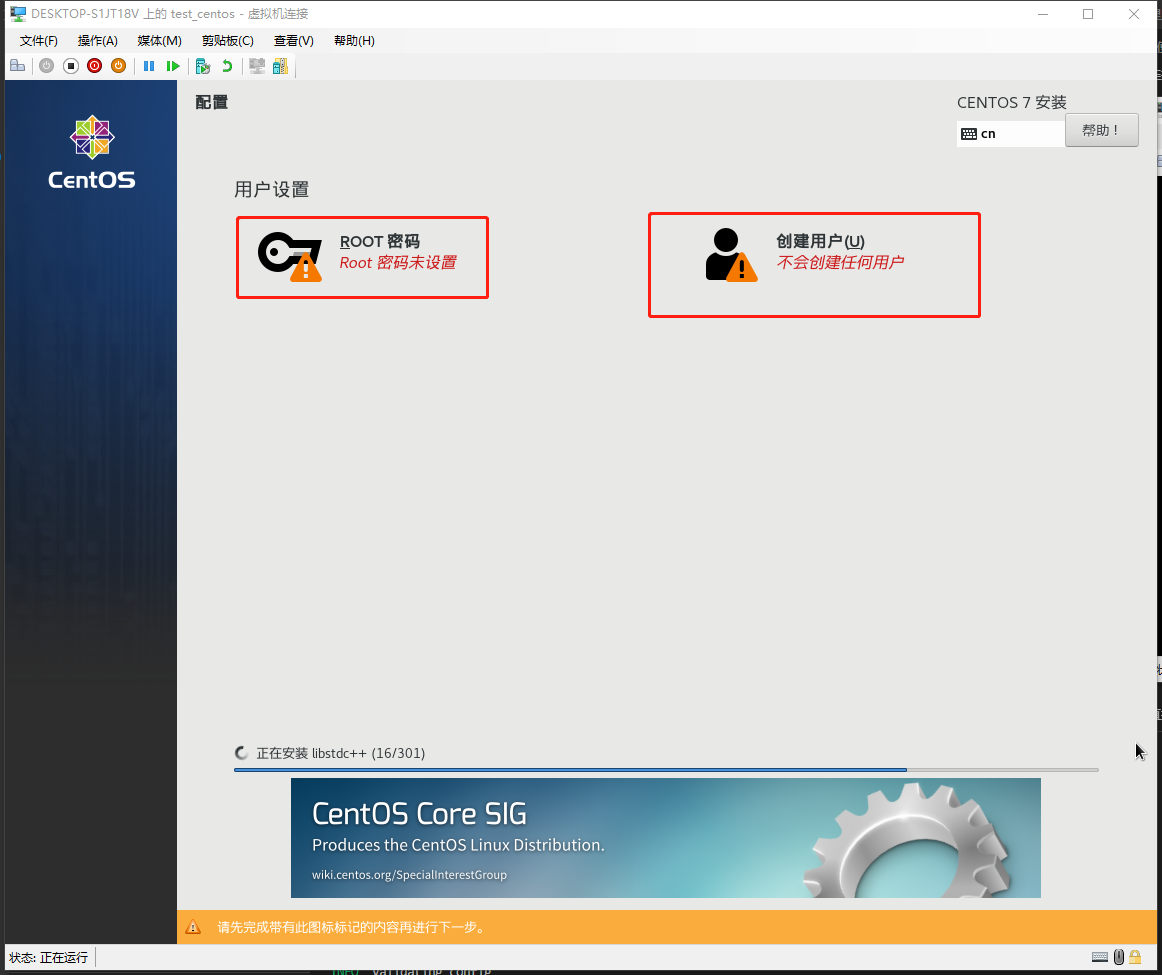 DESKTOP-S1JT18V 上的 test_centos - 虚拟机连接
文件(F) 操作(A) 媒体(M) 剪贴板(C) 查看(V) 帮助(H)
CentOS
配置
CENTOS 7 安装
cn
帮助！
用户设置
ROOT 密码
Root 密码未设置
创建用户(U)
不会创建任何用户
正在安装 libstdc++ (16/301)
CentOS Core SIG
Produces the CentOS Linux Distribution.
wiki.centos.org/SpecialInterestGroup
请先完成带有此图标标记的内容再进行下一步。
状态: 正在运行